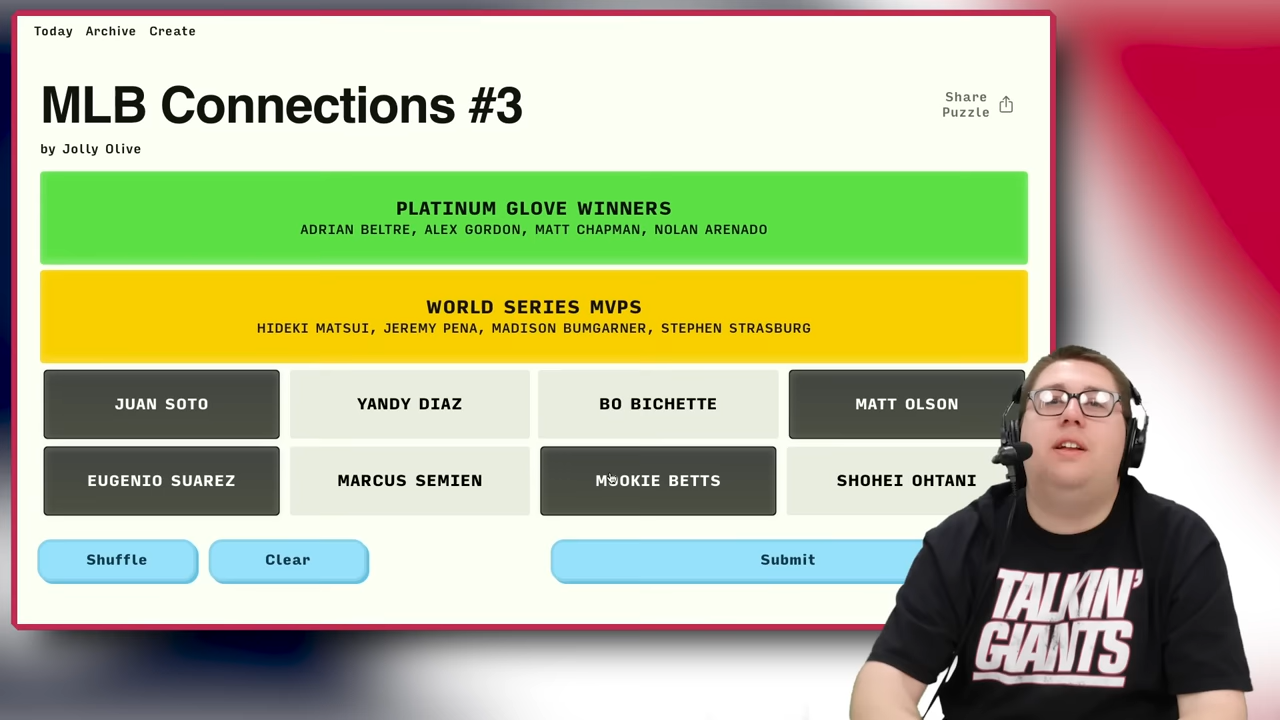 Today Archive Create
MLB Connections #3
Share
Puzzle
by Jolly Olive
PLATINUM GLOVE WINNERS
ADRIAN BELTRE, ALEX GORDON, MATT CHAPMAN, NOLAN ARENADO
WORLD SERIES MVPS
HIDEKI MATSUI, JEREMY PENA, MADISON BUMGARNER, STEPHEN STRASBURG
JUAN SOTO YANDY DIAZ BO BICHETTE MATT OLSON
EUGENIO SUAREZ MARCUS SEMIEN MOOKIE BETTS SHOHEI OHTANI
Shuffle Clear Submit
TALKIN'
GIANTS